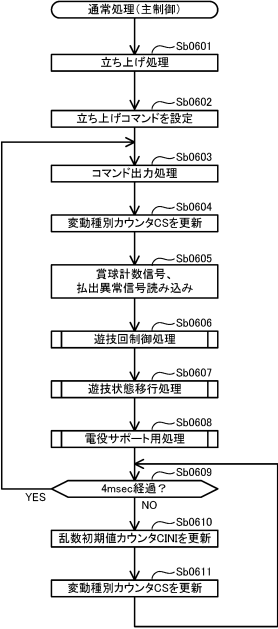 通常処理(主制御)
Sb0601
立ち上げ処理
Sb0602
立ち上げコマンドを設定
Sb0603
コマンド出力処理
Sb0604
変動種別カウンタCSを更新
Sb0605
賞球計数信号、
払出異常信号読み込み
Sb0606
遊技回制御処理
Sb0607
遊技状態移行処理
Sb0608
電役サポート用処理
Sb0609
4msec経過?
YES
NO
Sb0610
乱数初期値カウンタCINIを更新
Sb0611
変動種別カウンタCSを更新